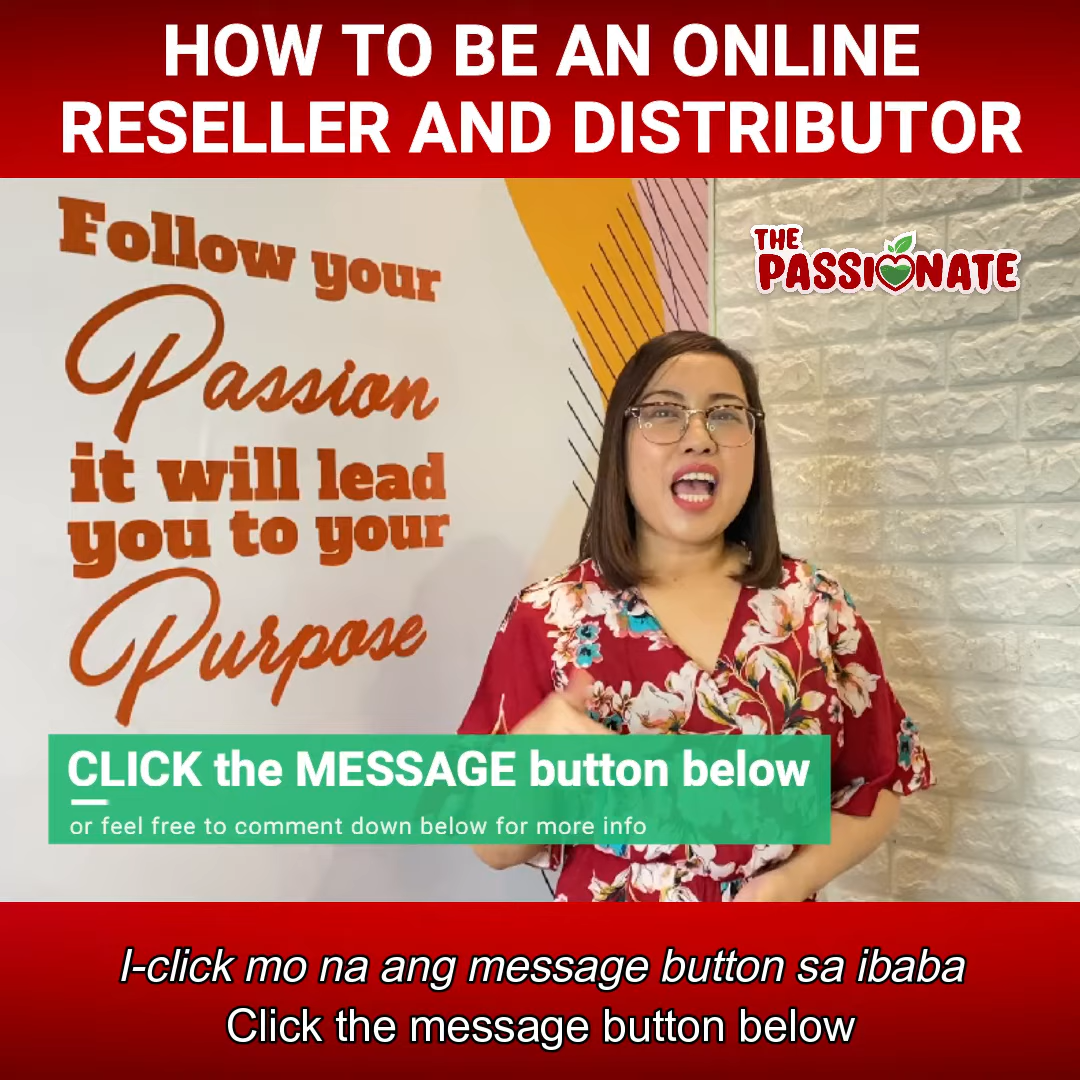 HOW TO BE AN ONLINE
RESELLER AND DISTRIBUTOR
Follow your
Passion
it will lead
you to your
Purpose
THE
PASSIONATE
CLICK the MESSAGE button below
or feel free to comment down below for more info
I-click mo na ang message button sa ibaba
Click the message button below